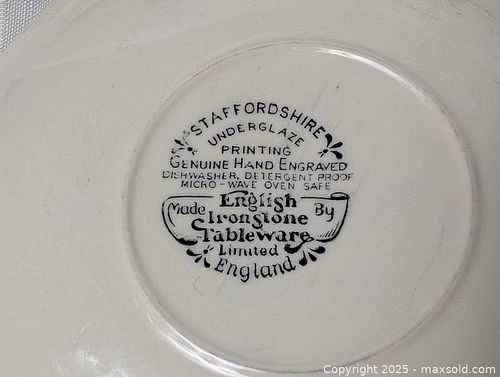 STAFFORDSHIRE
UNDERGLAZE
PRINTING
GENUINE HAND ENGRAVED
DISHWASHER, DETERGENT PROOF
MICRO-WAVE OVEN SAFE
English
Made Ironstone By
Tableware
Limited
England
Copyright 2025 - maxsold.com